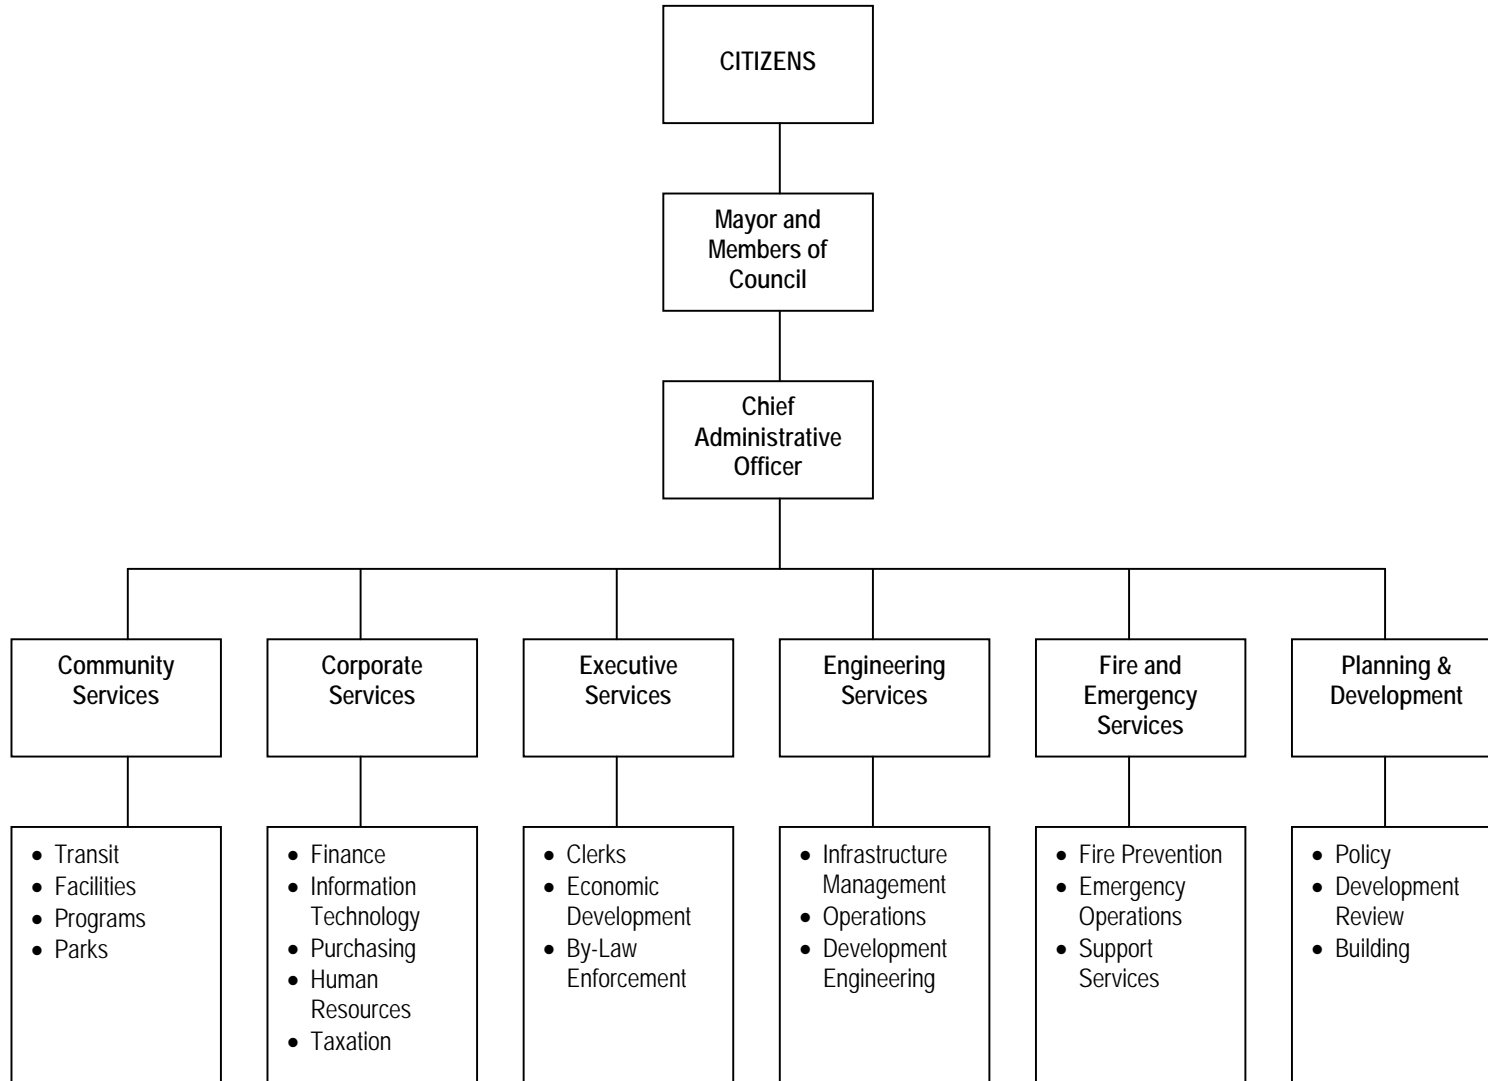 CITIZENS
Mayor and
Members of
Council
Chief
Administrative
Officer
Community
Services
Corporate
Services
Executive
Services
Engineering
Services
Fire and
Emergency
Services
Planning &
Development
• Transit
• Facilities
• Programs
• Parks
• Finance
• Information
Technology
• Purchasing
• Human
Resources
• Taxation
• Clerks
• Economic
Development
• By-Law
Enforcement
• Infrastructure
Management
• Operations
• Development
Engineering
• Fire Prevention
• Emergency
Operations
• Support
Services
• Policy
• Development
Review
• Building